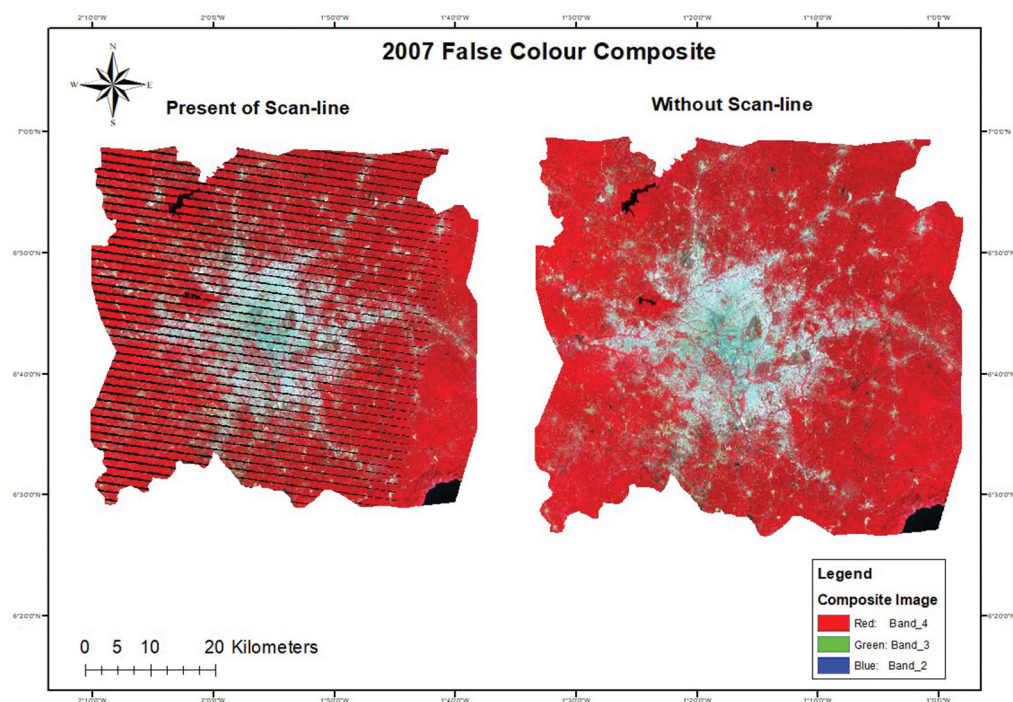 2°10'0"W 2°0'0"W 1°50'0"W 1°40'0"W 1°30'0"W 1°20'0"W 1°10'0"W 1°0'0"W
2007 False Colour Composite
N
W E
S
Present of Scan-line
Without Scan-line
7°0'0"N 7°0'0"N
6°50'0"N 6°50'0"N
6°40'0"N 6°40'0"N
6°30'0"N 6°30'0"N
6°20'0"N 6°20'0"N
Legend
Composite Image
Red: Band_4
Green: Band_3
Blue: Band_2
0 5 10 20 Kilometers
2°10'0"W 2°0'0"W 1°50'0"W 1°40'0"W 1°30'0"W 1°20'0"W 1°10'0"W 1°0'0"W